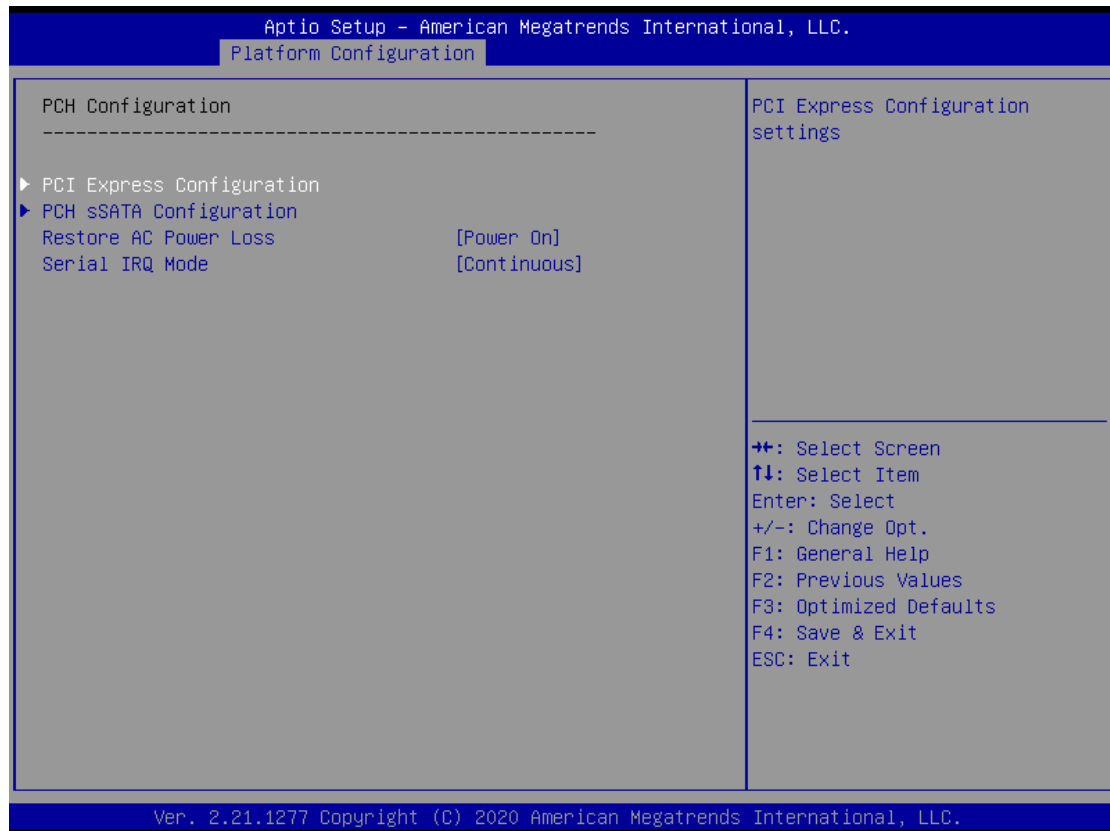 Aptio Setup – American Megatrends International, LLC.
Platform Configuration
PCH Configuration
--------------------------------------------------
PCI Express Configuration
PCH sSATA Configuration
Restore AC Power Loss [Power On]
Serial IRQ Mode [Continuous]
PCI Express Configuration
settings
→←: Select Screen
↑↓: Select Item
Enter: Select
+/-: Change Opt.
F1: General Help
F2: Previous Values
F3: Optimized Defaults
F4: Save & Exit
ESC: Exit
Ver. 2.21.1277 Copyright (C) 2020 American Megatrends International, LLC.